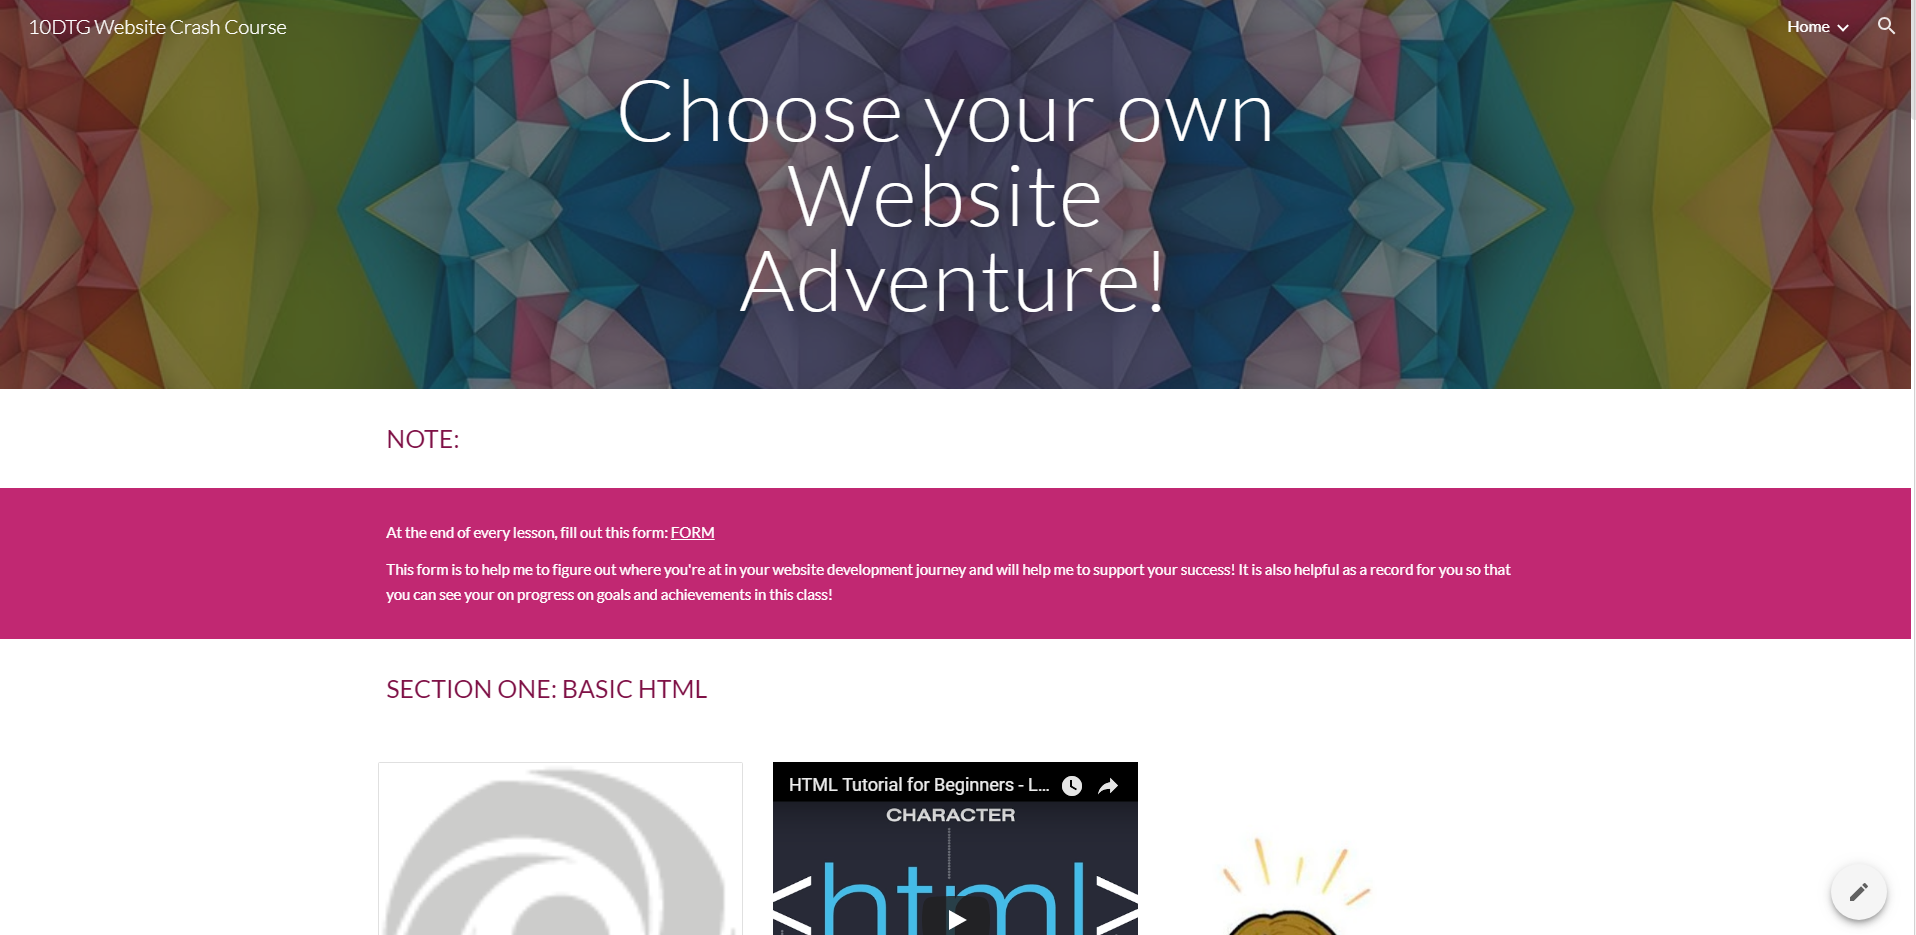 10DTG Website Crash Course
Home
Choose your own
Website
Adventure!
NOTE:
At the end of every lesson, fill out this form: FORM
This form is to help me to figure out where you're at in your website development journey and will help me to support your success! It is also helpful as a record for you so that
you can see your on progress on goals and achievements in this class!
SECTION ONE: BASIC HTML
HTML Tutorial for Beginners - L...
CHARACTER
<html>